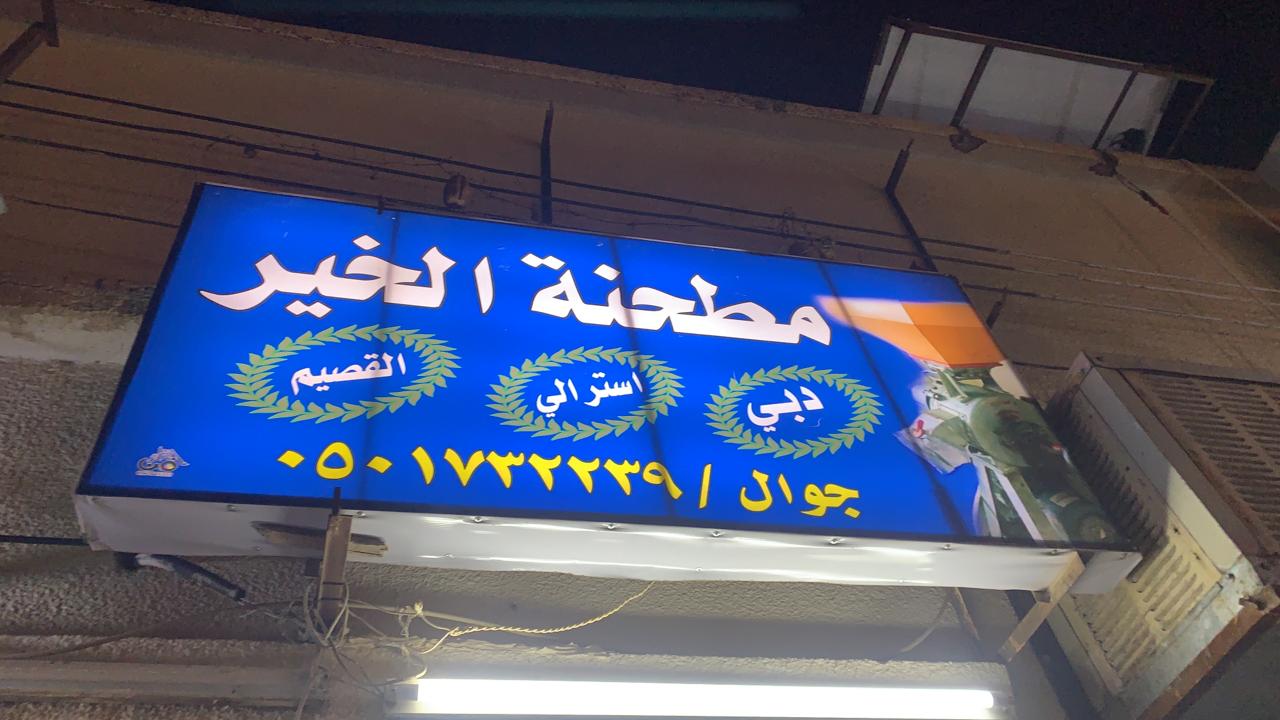 مطحنة الخير
دبي استرالي القصيم
جوال / ٠٥٠١٧٣٢٢٣٩